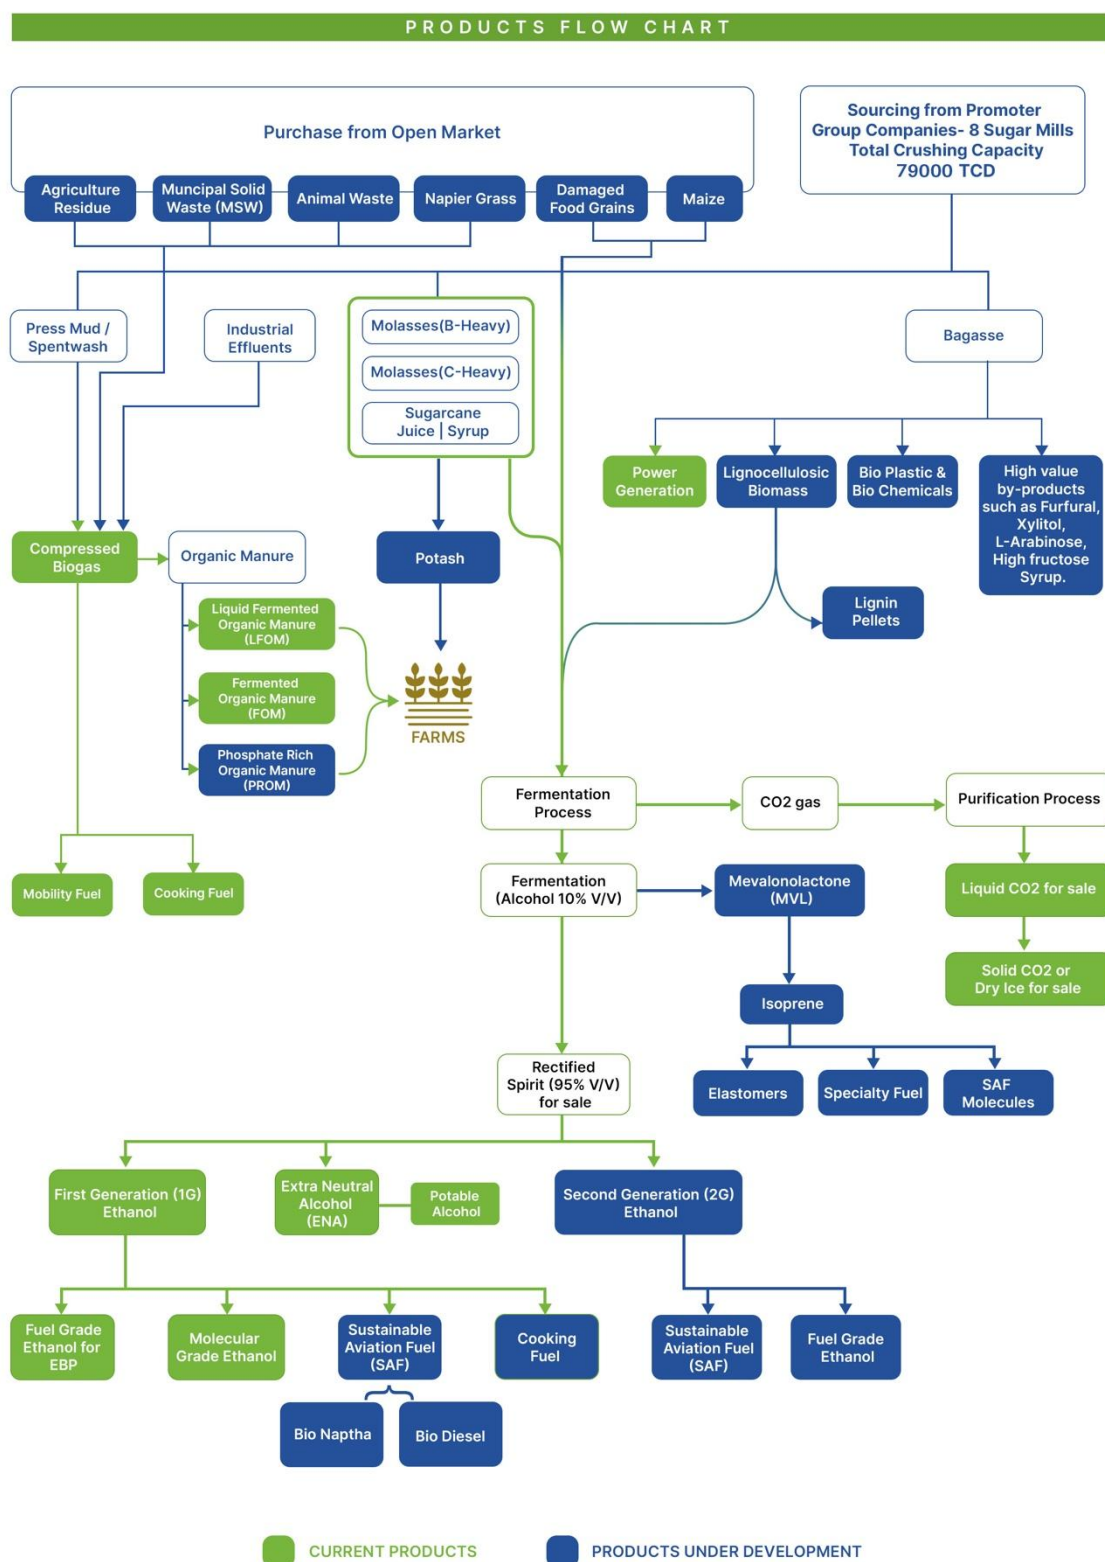 PRODUCTS FLOW CHART
Purchase from Open Market
Sourcing from Promoter
Group Companies- 8 Sugar Mills
Total Crushing Capacity
79000 TCD
Agriculture
Residue
Muncipal Solid
Waste (MSW)
Animal Waste
Napier Grass
Damaged
Food Grains
Maize
Press Mud /
Spentwash
Industrial
Effluents
Molasses(B-Heavy)
Molasses(C-Heavy)
Sugarcane
Juice | Syrup
Bagasse
Power
Generation
Lignocellulosic
Biomass
Bio Plastic &
Bio Chemicals
High value
by-products
such as Furfural,
Xylitol,
L-Arabinose,
High fructose
Syrup.
Compressed
Biogas
Organic Manure
Potash
Lignin
Pellets
Liquid Fermented
Organic Manure
(LFOM)
Fermented
Organic Manure
(FOM)
Phosphate Rich
Organic Manure
(PROM)
FARMS
Fermentation
Process
CO2 gas
Purification Process
Mobility Fuel
Cooking Fuel
Fermentation
(Alcohol 10% V/V)
Mevalonolactone
(MVL)
Liquid CO2 for sale
Solid CO2 or
Dry Ice for sale
Isoprene
Rectified
Spirit (95% V/V)
for sale
Elastomers
Specialty Fuel
SAF
Molecules
First Generation (1G)
Ethanol
Extra Neutral
Alcohol
(ENA)
Potable
Alcohol
Second Generation (2G)
Ethanol
Fuel Grade
Ethanol for
EBP
Molecular
Grade Ethanol
Sustainable
Aviation Fuel
(SAF)
Cooking
Fuel
Sustainable
Aviation Fuel
(SAF)
Fuel Grade
Ethanol
Bio Naptha
Bio Diesel
CURRENT PRODUCTS
PRODUCTS UNDER DEVELOPMENT